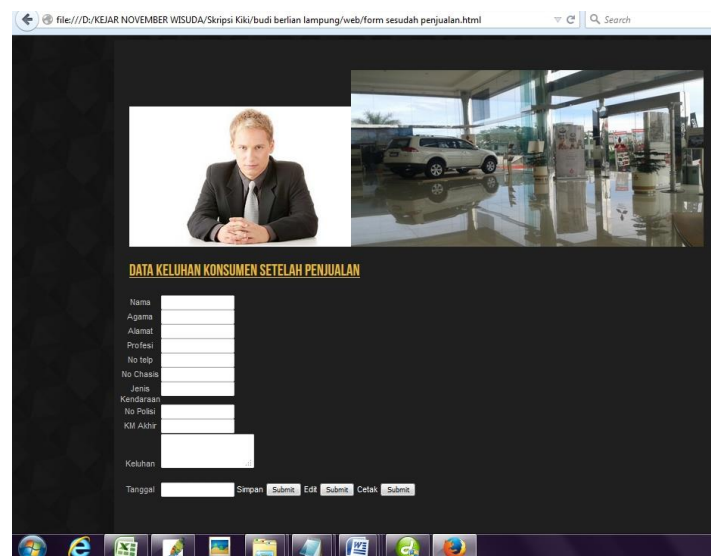 file:///D:/KEJAR NOVEMBER WISUDA/Skripsi Kiki/budi berlian lampung/web/form sesudah penjualan.html
Search
DATA KELUHAN KONSUMEN SETELAH PENJUALAN
Nama
Agama
Alamat
Profesi
No telp
No Chasis
Jenis
Kendaraan
No Polisi
KM Akhir
Keluhan
Tanggal Simpan Submit Edit Submit Cetak Submit